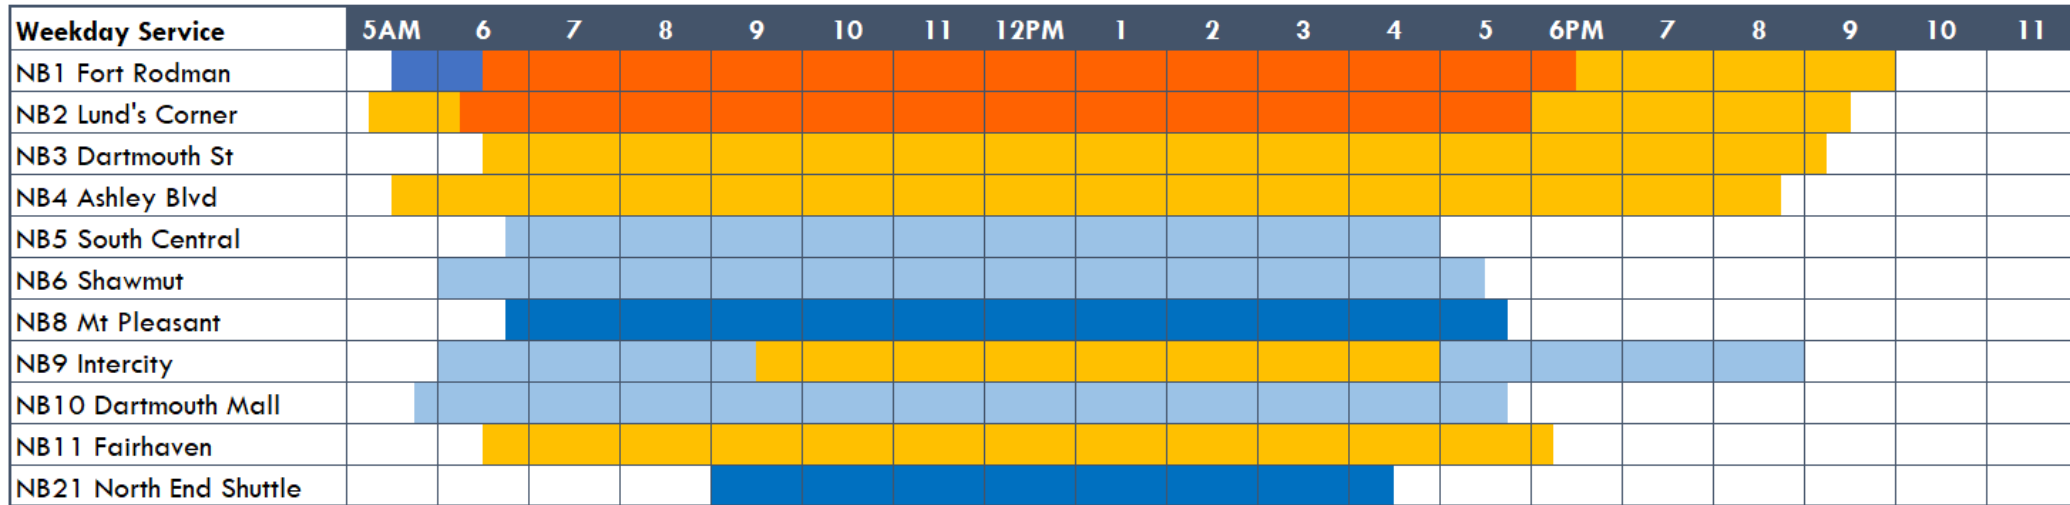 Weekday Service 5AM 6 7 8 9 10 11 12PM 1 2 3 4 5 6PM 7 8 9 10 11
NB1 Fort Rodman
NB2 Lund's Corner
NB3 Dartmouth St
NB4 Ashley Blvd
NB5 South Central
NB6 Shawmut
NB8 Mt Pleasant
NB9 Intercity
NB10 Dartmouth Mall
NB11 Fairhaven
NB21 North End Shuttle